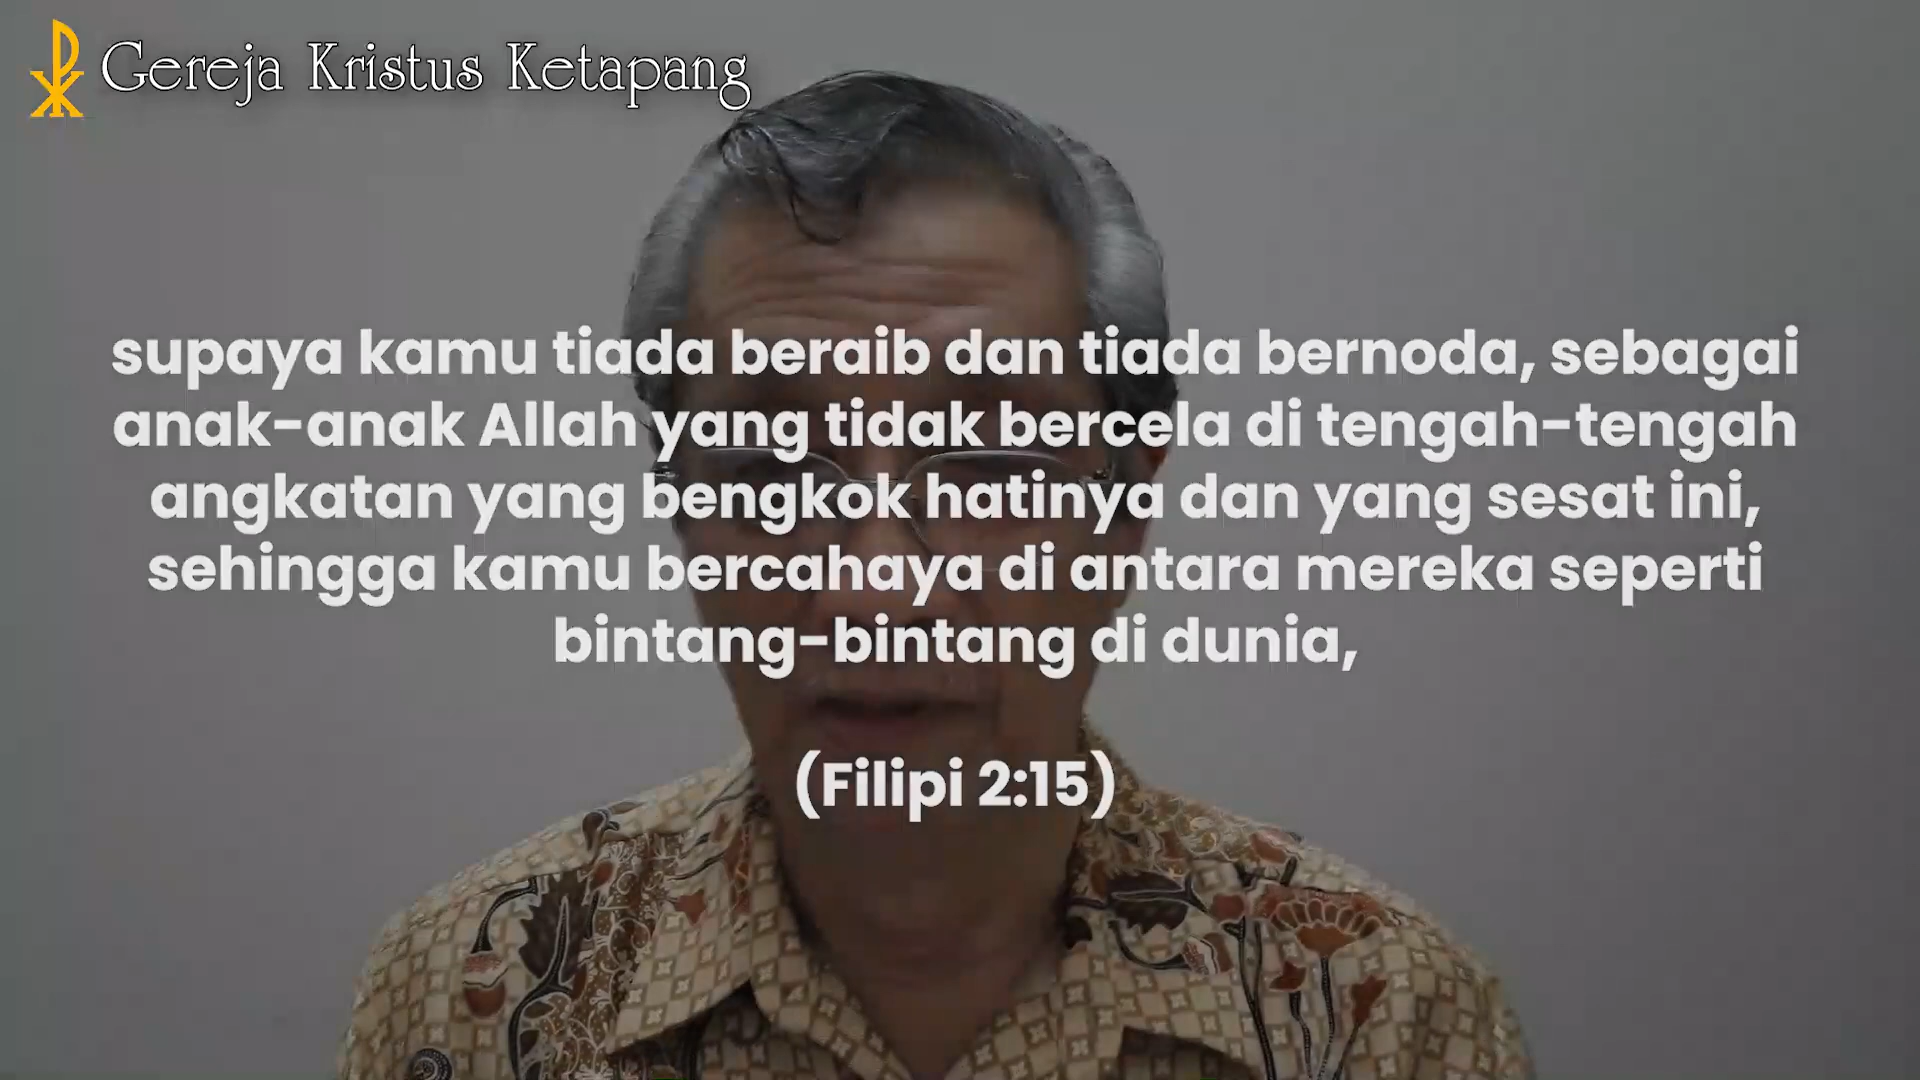 Gereja Kristus Ketapang
supaya kamu tiada beraib dan tiada bernoda, sebagai
anak-anak Allah yang tidak bercela di tengah-tengah
angkatan yang bengkok hatinya dan yang sesat ini,
sehingga kamu bercahaya di antara mereka seperti
bintang-bintang di dunia,
(Filipi 2:15)